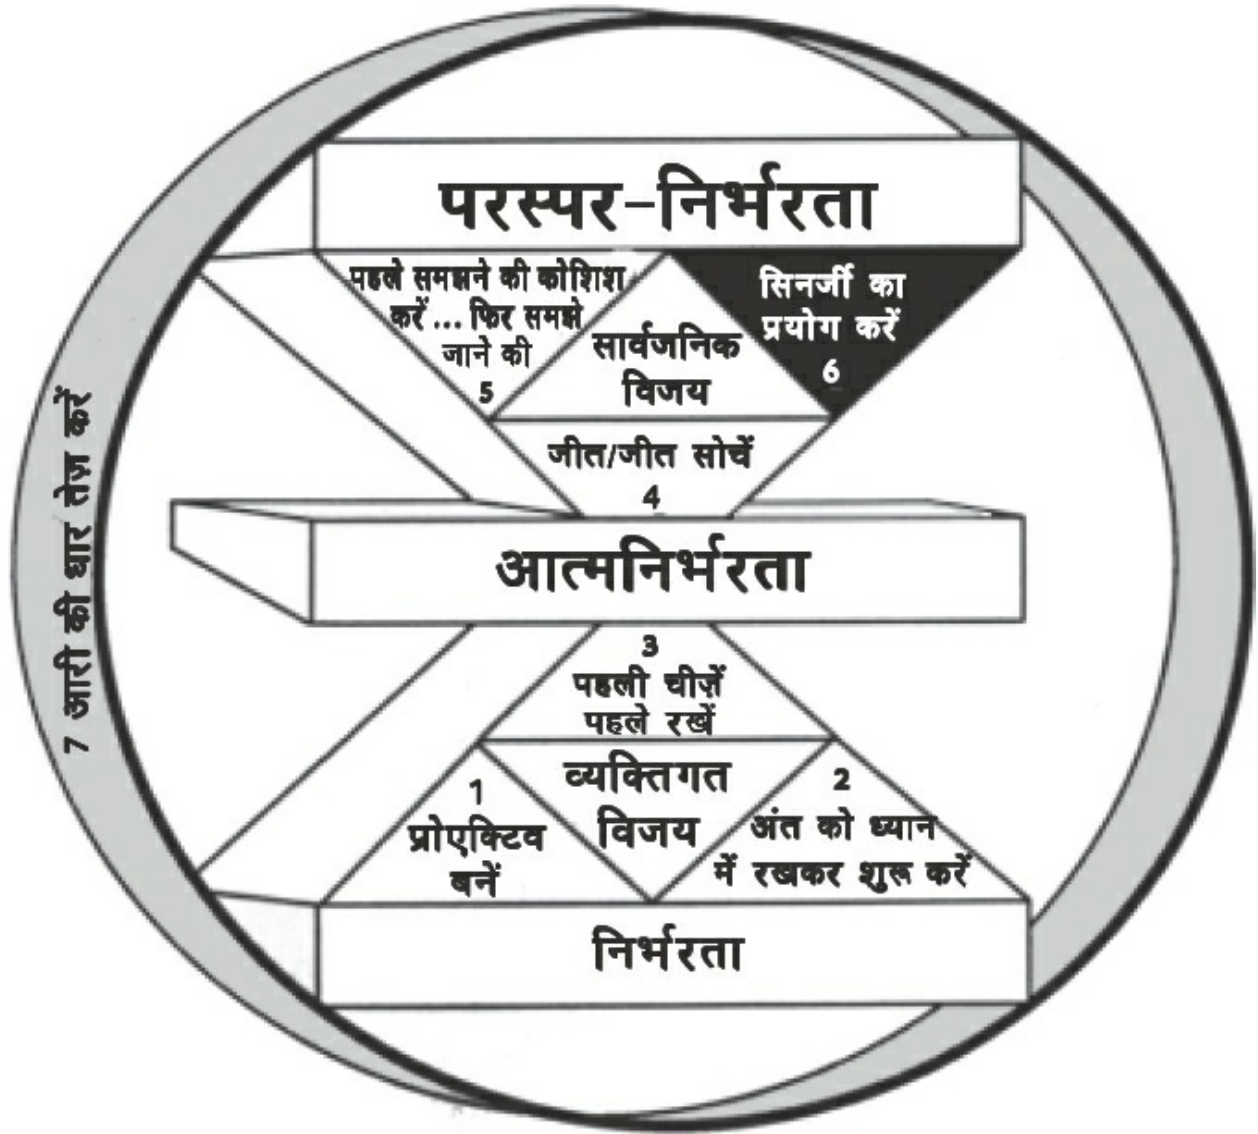 परस्पर-निर्भरता
पहले समझने की कोशिश
करें ... फिर समझे
जाने की
5
सार्वजनिक
विजय
सिनर्जी का
प्रयोग करें
6
जीत/जीत सोचें
4
आत्मनिर्भरता
3
पहली चीज़ें
पहले रखें
1
प्रोएक्टिव
बनें
व्यक्तिगत
विजय
2
अंत को ध्यान
में रखकर शुरू करें
निर्भरता
7 आरी की धार तेज़ करें